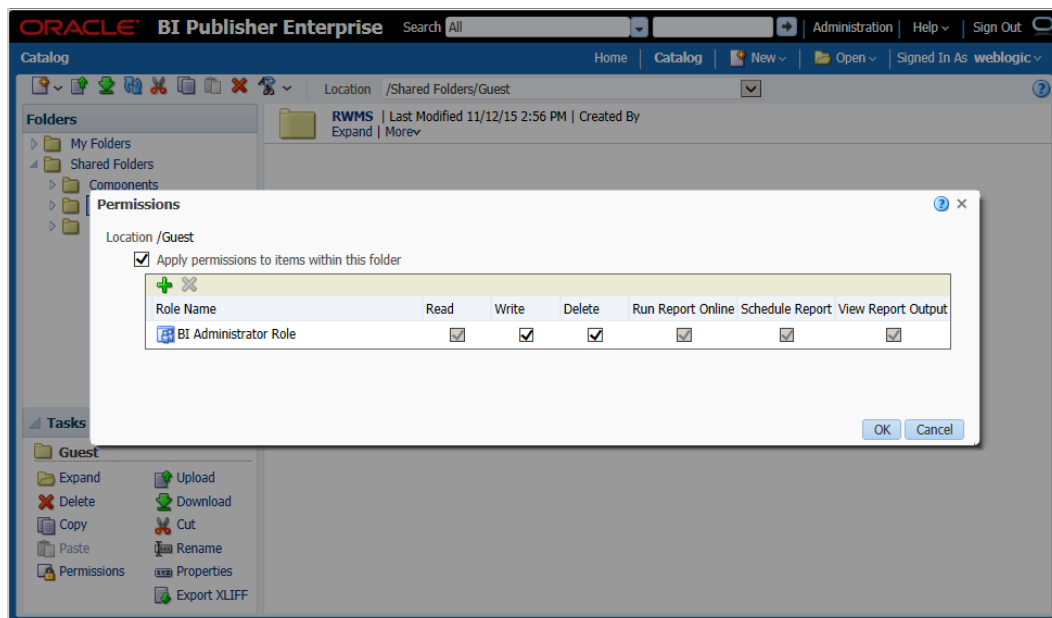 ORACLE BI Publisher Enterprise Search All Administration Help Sign Out
Catalog Home Catalog New Open Signed In As weblogic
Location /Shared Folders/Guest
Folders
RWMS | Last Modified 11/12/15 2:56 PM | Created By
Expand | More
My Folders
Shared Folders
Components
Permissions
Location /Guest
Apply permissions to items within this folder
Role Name Read Write Delete Run Report Online Schedule Report View Report Output
BI Administrator Role
OK Cancel
Tasks
Guest
Expand Upload
Delete Download
Copy Cut
Paste Rename
Permissions Properties
Export XLIFF